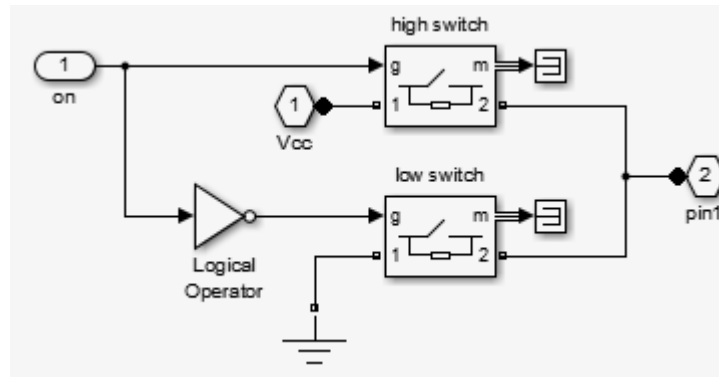 high switch
1
on
g m
1 2
1
Vcc
2
pin1
low switch
g m
1 2
Logical
Operator